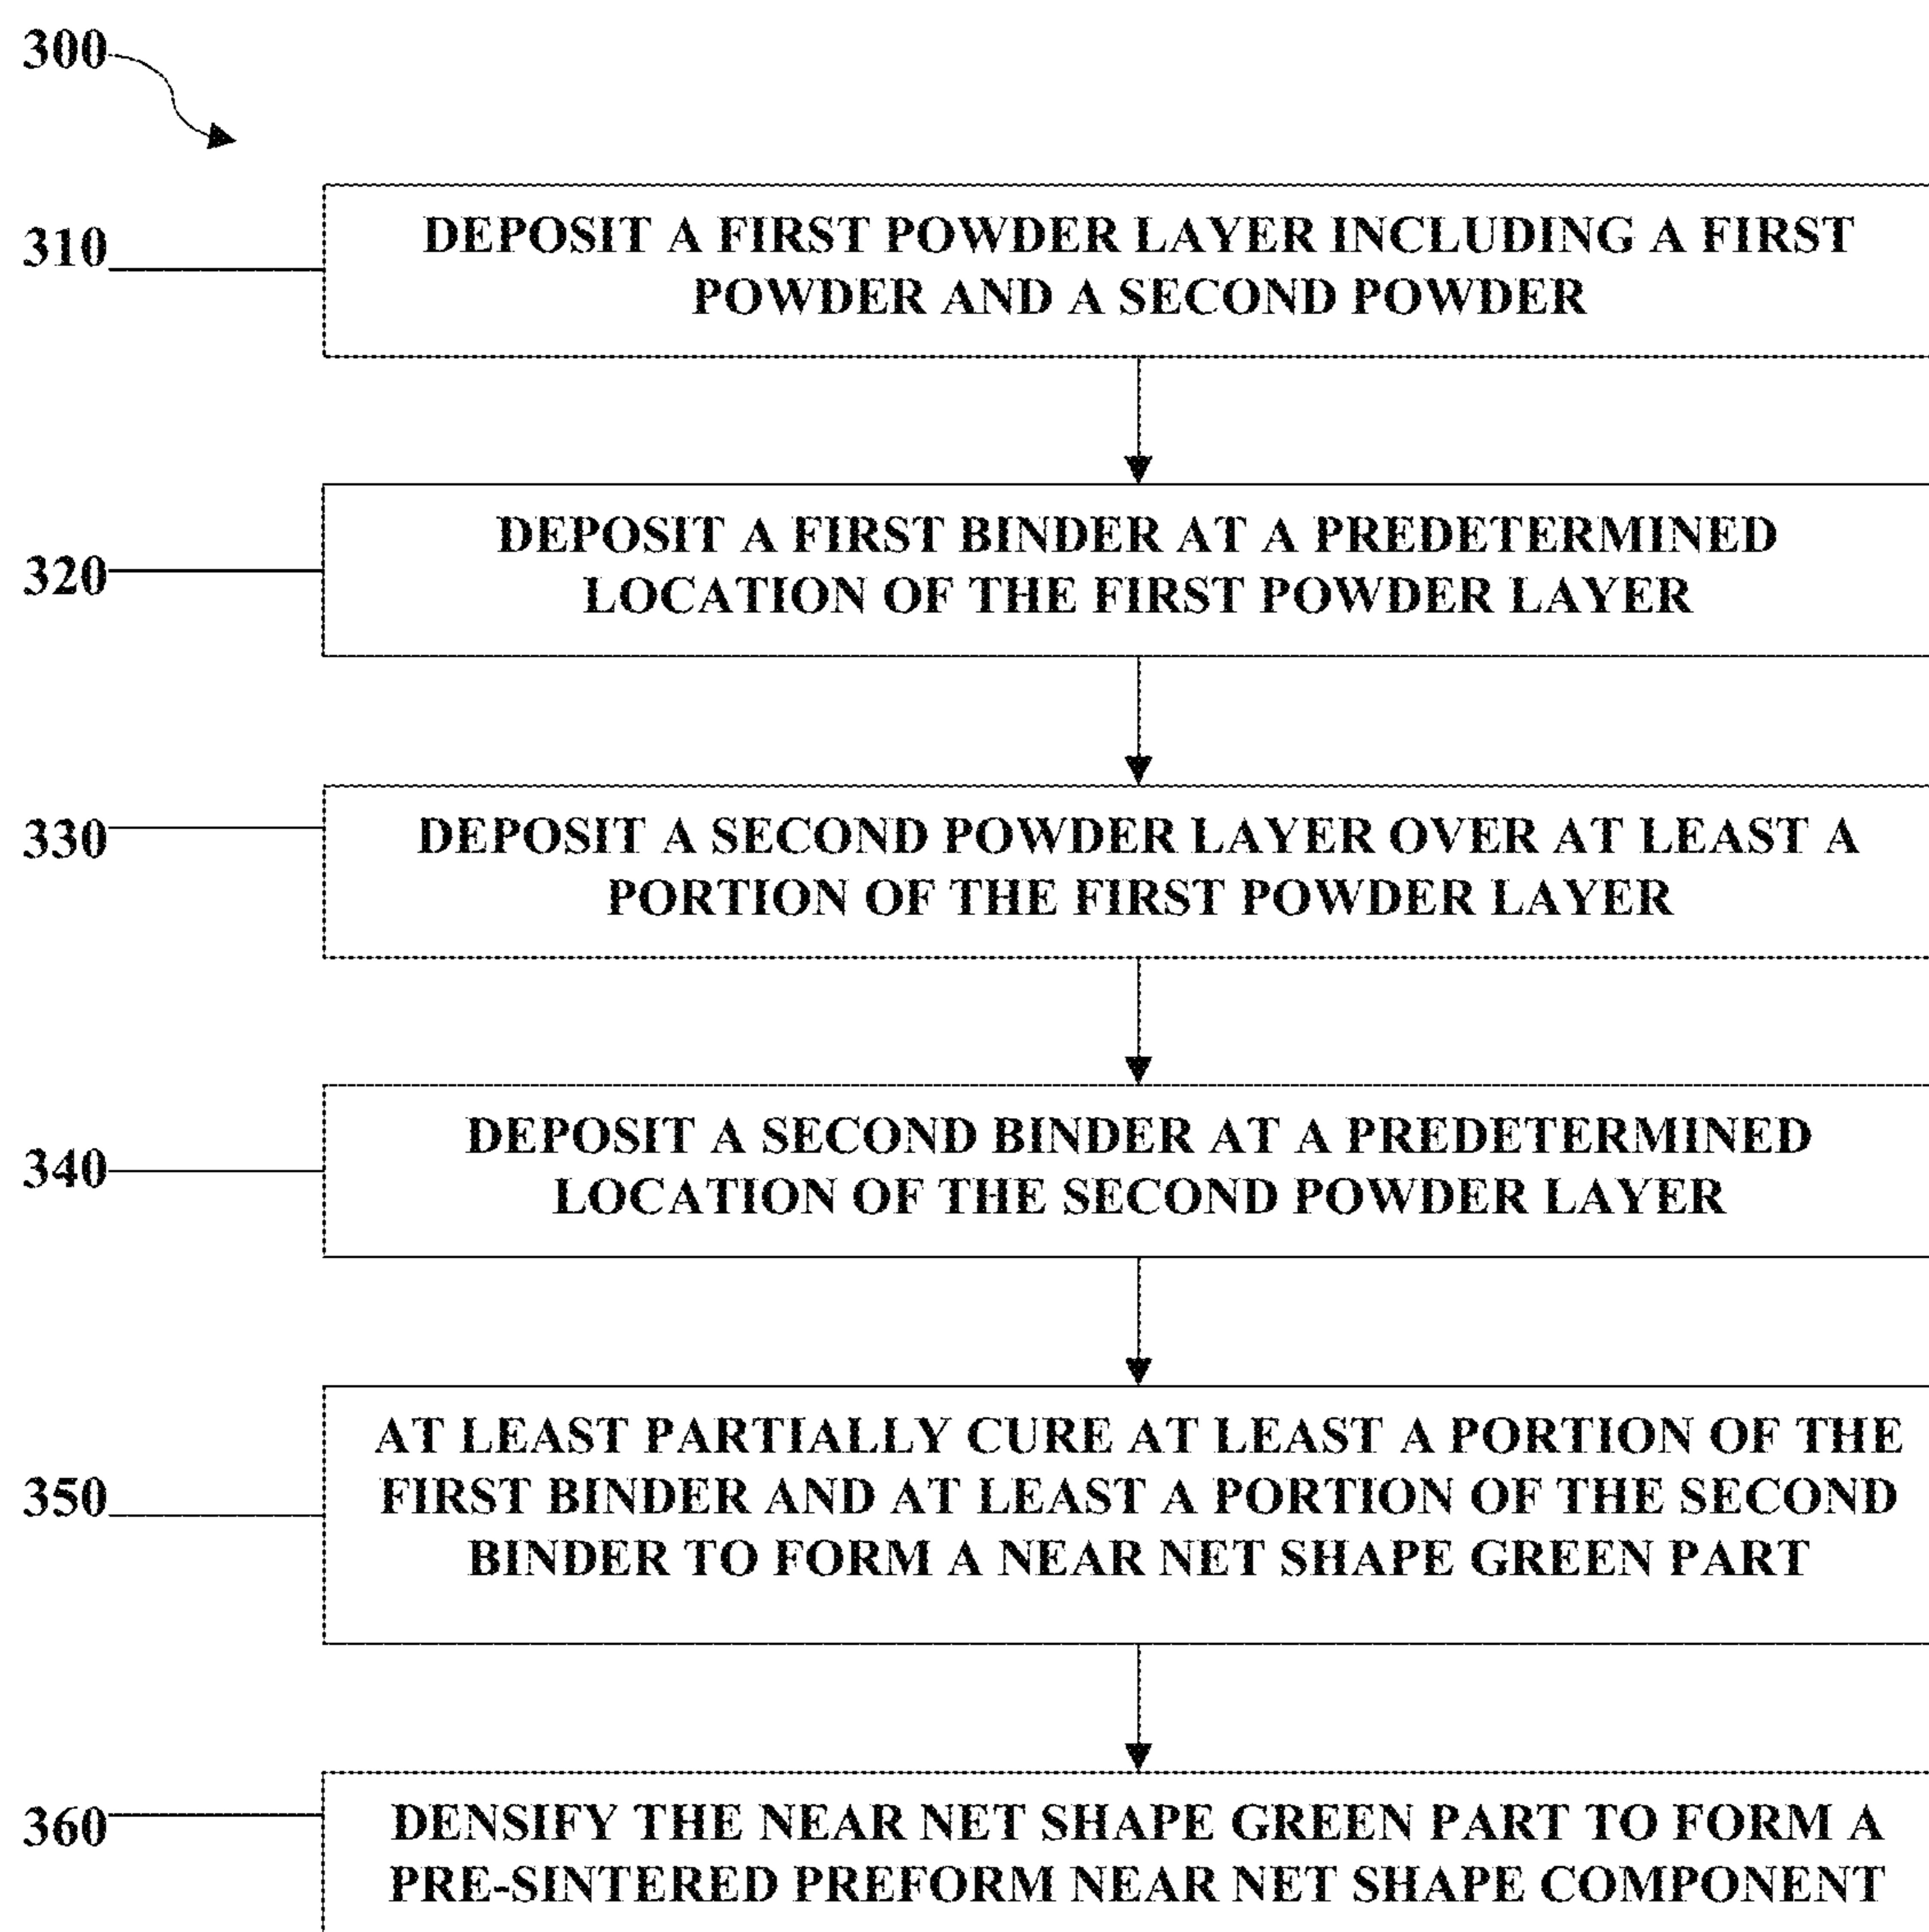 300
310
DEPOSIT A FIRST POWDER LAYER INCLUDING A FIRST
POWDER AND A SECOND POWDER
320
DEPOSIT A FIRST BINDER AT A PREDETERMINED
LOCATION OF THE FIRST POWDER LAYER
330
DEPOSIT A SECOND POWDER LAYER OVER AT LEAST A
PORTION OF THE FIRST POWDER LAYER
340
DEPOSIT A SECOND BINDER AT A PREDETERMINED
LOCATION OF THE SECOND POWDER LAYER
350
AT LEAST PARTIALLY CURE AT LEAST A PORTION OF THE
FIRST BINDER AND AT LEAST A PORTION OF THE SECOND
BINDER TO FORM A NEAR NET SHAPE GREEN PART
360
DENSIFY THE NEAR NET SHAPE GREEN PART TO FORM A
PRE-SINTERED PREFORM NEAR NET SHAPE COMPONENT